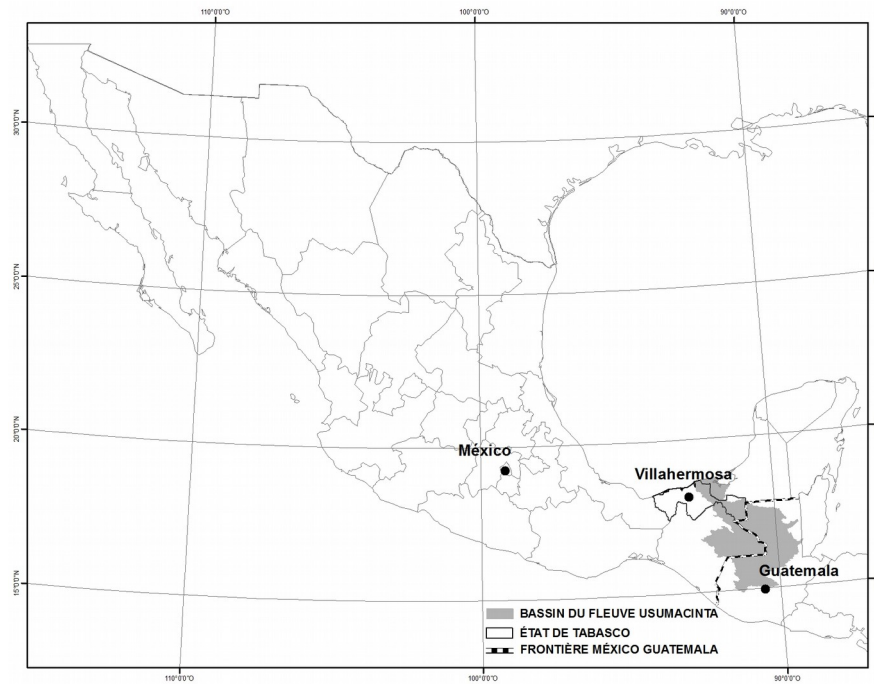 110°0'0"O
100°0'0"O
90°0'0"O
30°0'0"N
25°0'0"N
20°0'0"N
15°0'0"N
México
Villahermosa
Guatemala
BASSIN DU FLEUVE USUMACINTA
ÉTAT DE TABASCO
FRONTIÈRE MÉXICO GUATEMALA
110°0'0"O
100°0'0"O
90°0'0"O